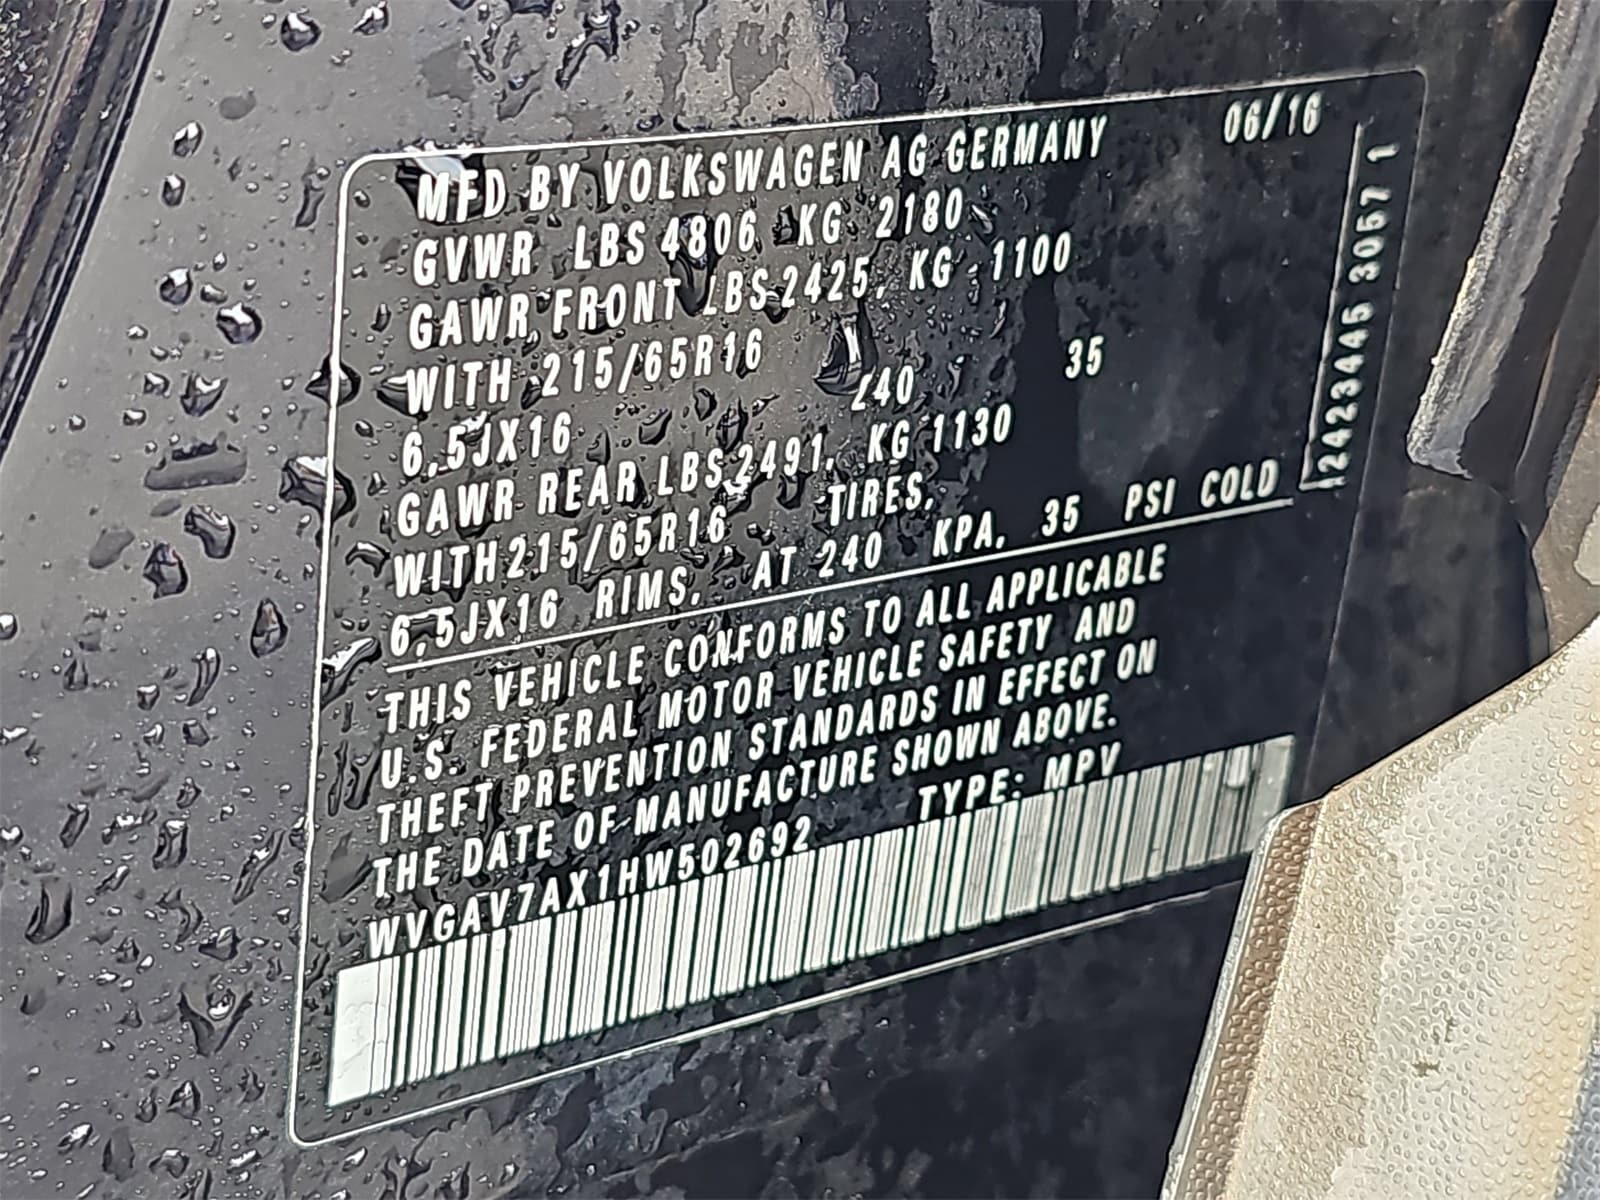 MFD BY VOLKSWAGEN AG GERMANY 06/16
GVWR LBS 4806 KG 2180
GAWR FRONT LBS 2425, KG 1100
WITH 215/65R16
6,5JX16 240 35
GAWR REAR LBS 2491, KG 1130
WITH 215/65R16 TIRES,
6,5JX16 RIMS, AT 240 KPA, 35 PSI COLD
THIS VEHICLE CONFORMS TO ALL APPLICABLE
U.S. FEDERAL MOTOR VEHICLE SAFETY AND
THEFT PREVENTION STANDARDS IN EFFECT ON
THE DATE OF MANUFACTURE SHOWN ABOVE.
WVGAV7AX1HW502692 TYPE: MPV
2423445 3057 1